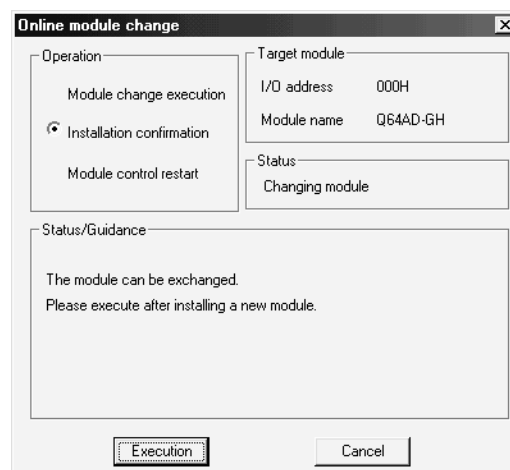 Online module change
Operation
Module change execution
Installation confirmation
Module control restart
Target module
I/O address 000H
Module name Q64AD-GH
Status
Changing module
Status/Guidance
The module can be exchanged.
Please execute after installing a new module.
Execution Cancel